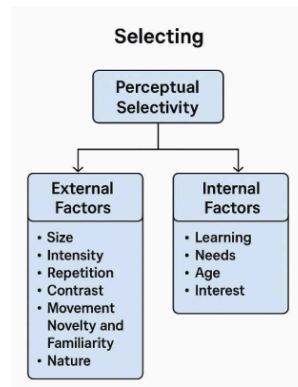 Selecting
Perceptual
Selectivity
External
Factors
• Size
• Intensity
• Repetition
• Contrast
• Movement
Novelty and
Familiarity
• Nature
Internal
Factors
• Learning
• Needs
• Age
• Interest